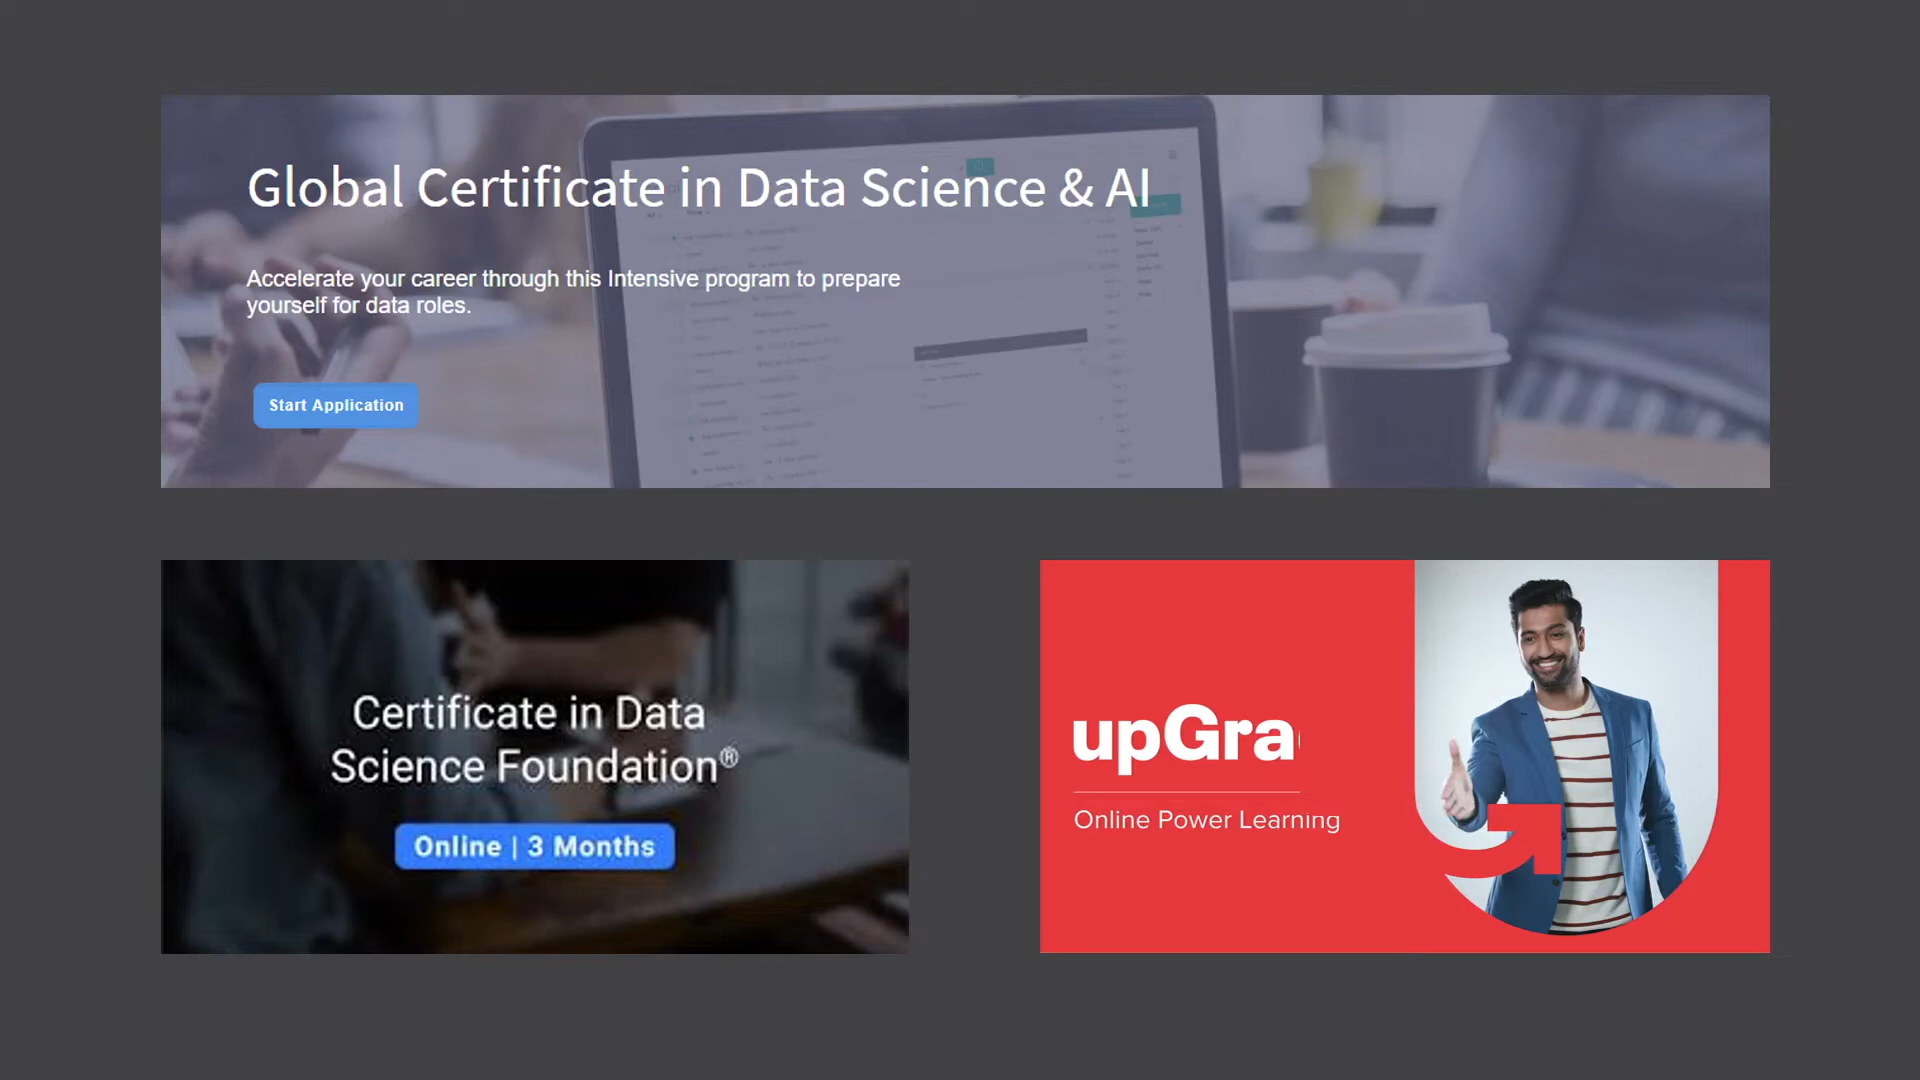 Global Certificate in Data Science & AI
Accelerate your career through this Intensive program to prepare
yourself for data roles.
Start Application
Certificate in Data
Science Foundation®
Online | 3 Months
upGra
Online Power Learning